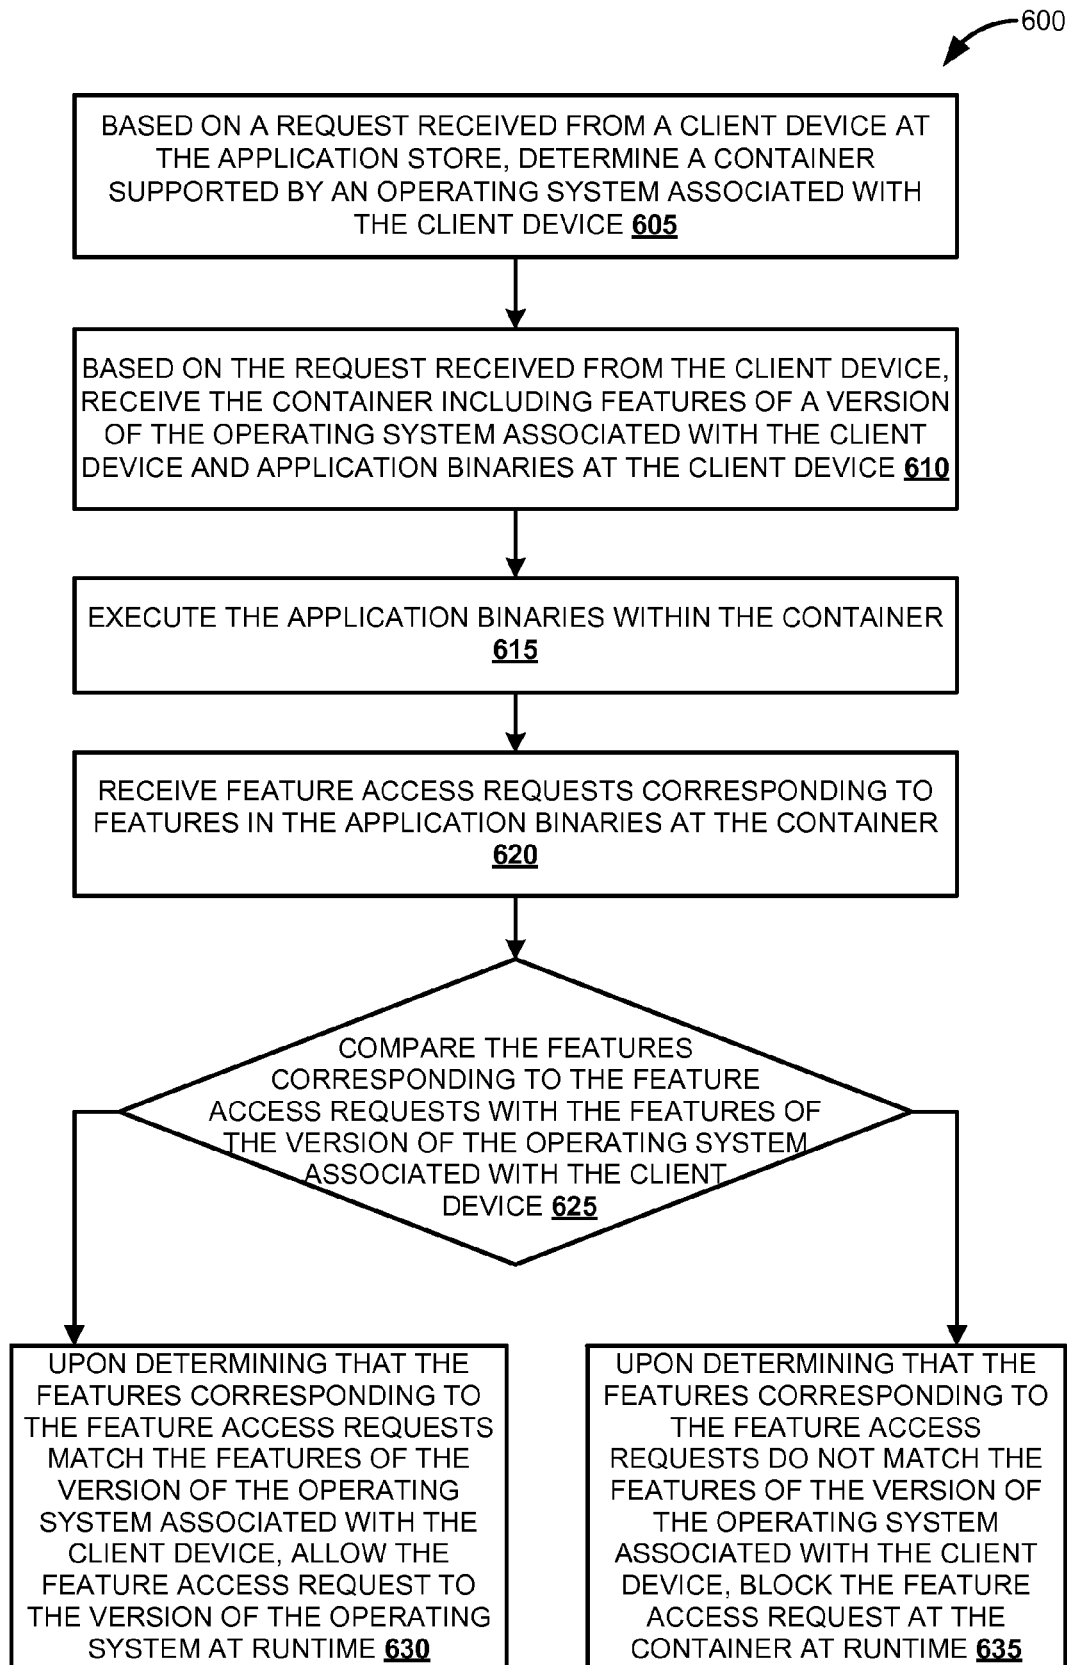 600
BASED ON A REQUEST RECEIVED FROM A CLIENT DEVICE AT
THE APPLICATION STORE, DETERMINE A CONTAINER
SUPPORTED BY AN OPERATING SYSTEM ASSOCIATED WITH
THE CLIENT DEVICE 605
BASED ON THE REQUEST RECEIVED FROM THE CLIENT DEVICE,
RECEIVE THE CONTAINER INCLUDING FEATURES OF A VERSION
OF THE OPERATING SYSTEM ASSOCIATED WITH THE CLIENT
DEVICE AND APPLICATION BINARIES AT THE CLIENT DEVICE 610
EXECUTE THE APPLICATION BINARIES WITHIN THE CONTAINER
615
RECEIVE FEATURE ACCESS REQUESTS CORRESPONDING TO
FEATURES IN THE APPLICATION BINARIES AT THE CONTAINER
620
COMPARE THE FEATURES
CORRESPONDING TO THE FEATURE
ACCESS REQUESTS WITH THE FEATURES OF
THE VERSION OF THE OPERATING SYSTEM
ASSOCIATED WITH THE CLIENT
DEVICE 625
UPON DETERMINING THAT THE
FEATURES CORRESPONDING TO
THE FEATURE ACCESS REQUESTS
MATCH THE FEATURES OF THE
VERSION OF THE OPERATING
SYSTEM ASSOCIATED WITH THE
CLIENT DEVICE, ALLOW THE
FEATURE ACCESS REQUEST TO
THE VERSION OF THE OPERATING
SYSTEM AT RUNTIME 630
UPON DETERMINING THAT THE
FEATURES CORRESPONDING TO
THE FEATURE ACCESS
REQUESTS DO NOT MATCH THE
FEATURES OF THE VERSION OF
THE OPERATING SYSTEM
ASSOCIATED WITH THE CLIENT
DEVICE, BLOCK THE FEATURE
ACCESS REQUEST AT THE
CONTAINER AT RUNTIME 635